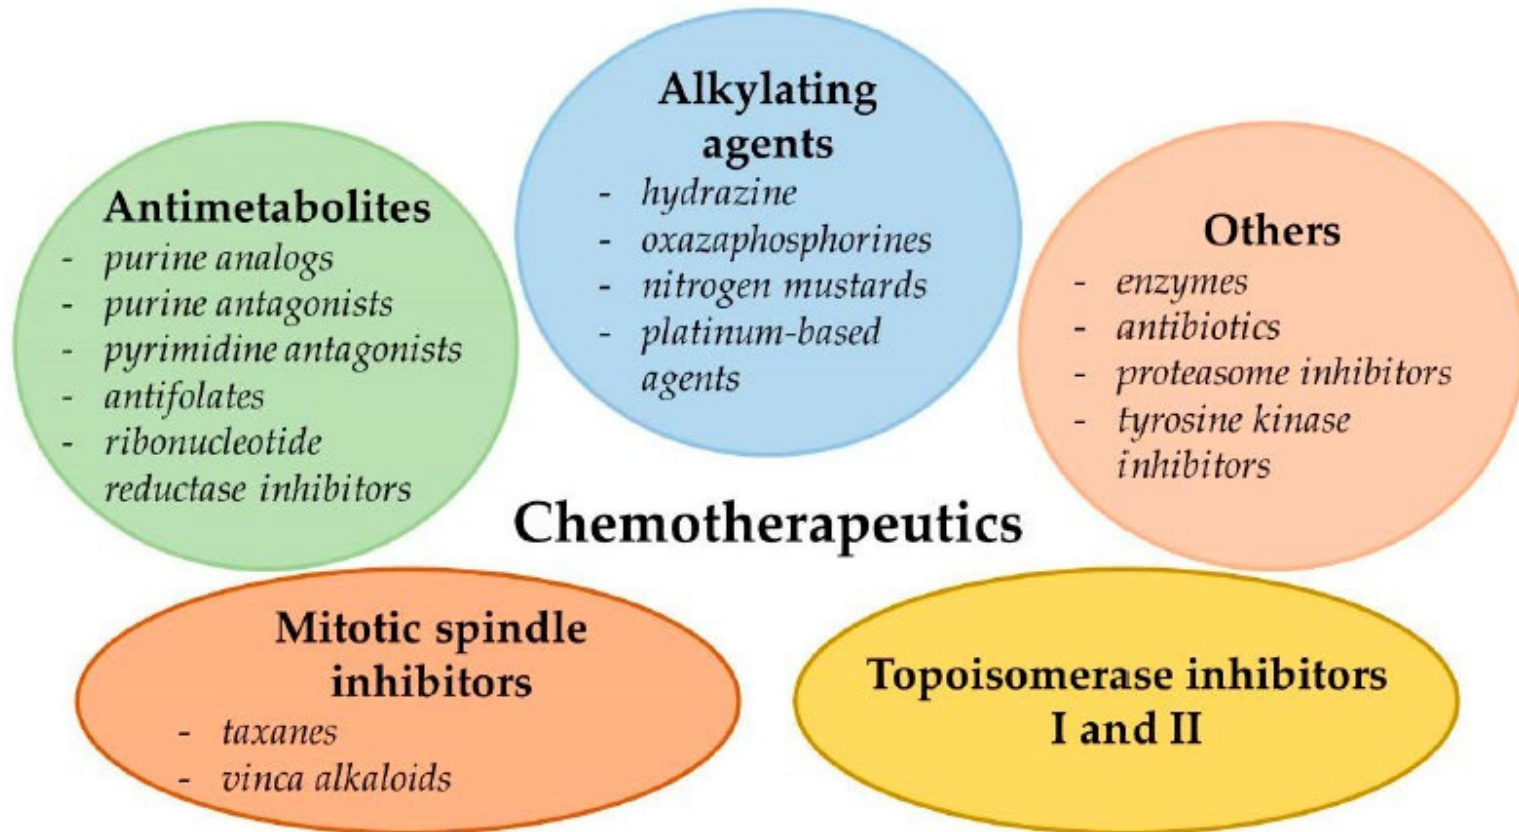 Alkylating
agents
- hydrazine
- oxazaphosphorines
- nitrogen mustards
- platinum-based
agents
Antimetabolites
- purine analogs
- purine antagonists
- pyrimidine antagonists
- antifolates
- ribonucleotide
reductase inhibitors
Others
- enzymes
- antibiotics
- proteasome inhibitors
- tyrosine kinase
inhibitors
Chemotherapeutics
Mitotic spindle
inhibitors
- taxanes
- vinca alkaloids
Topoisomerase inhibitors
I and II